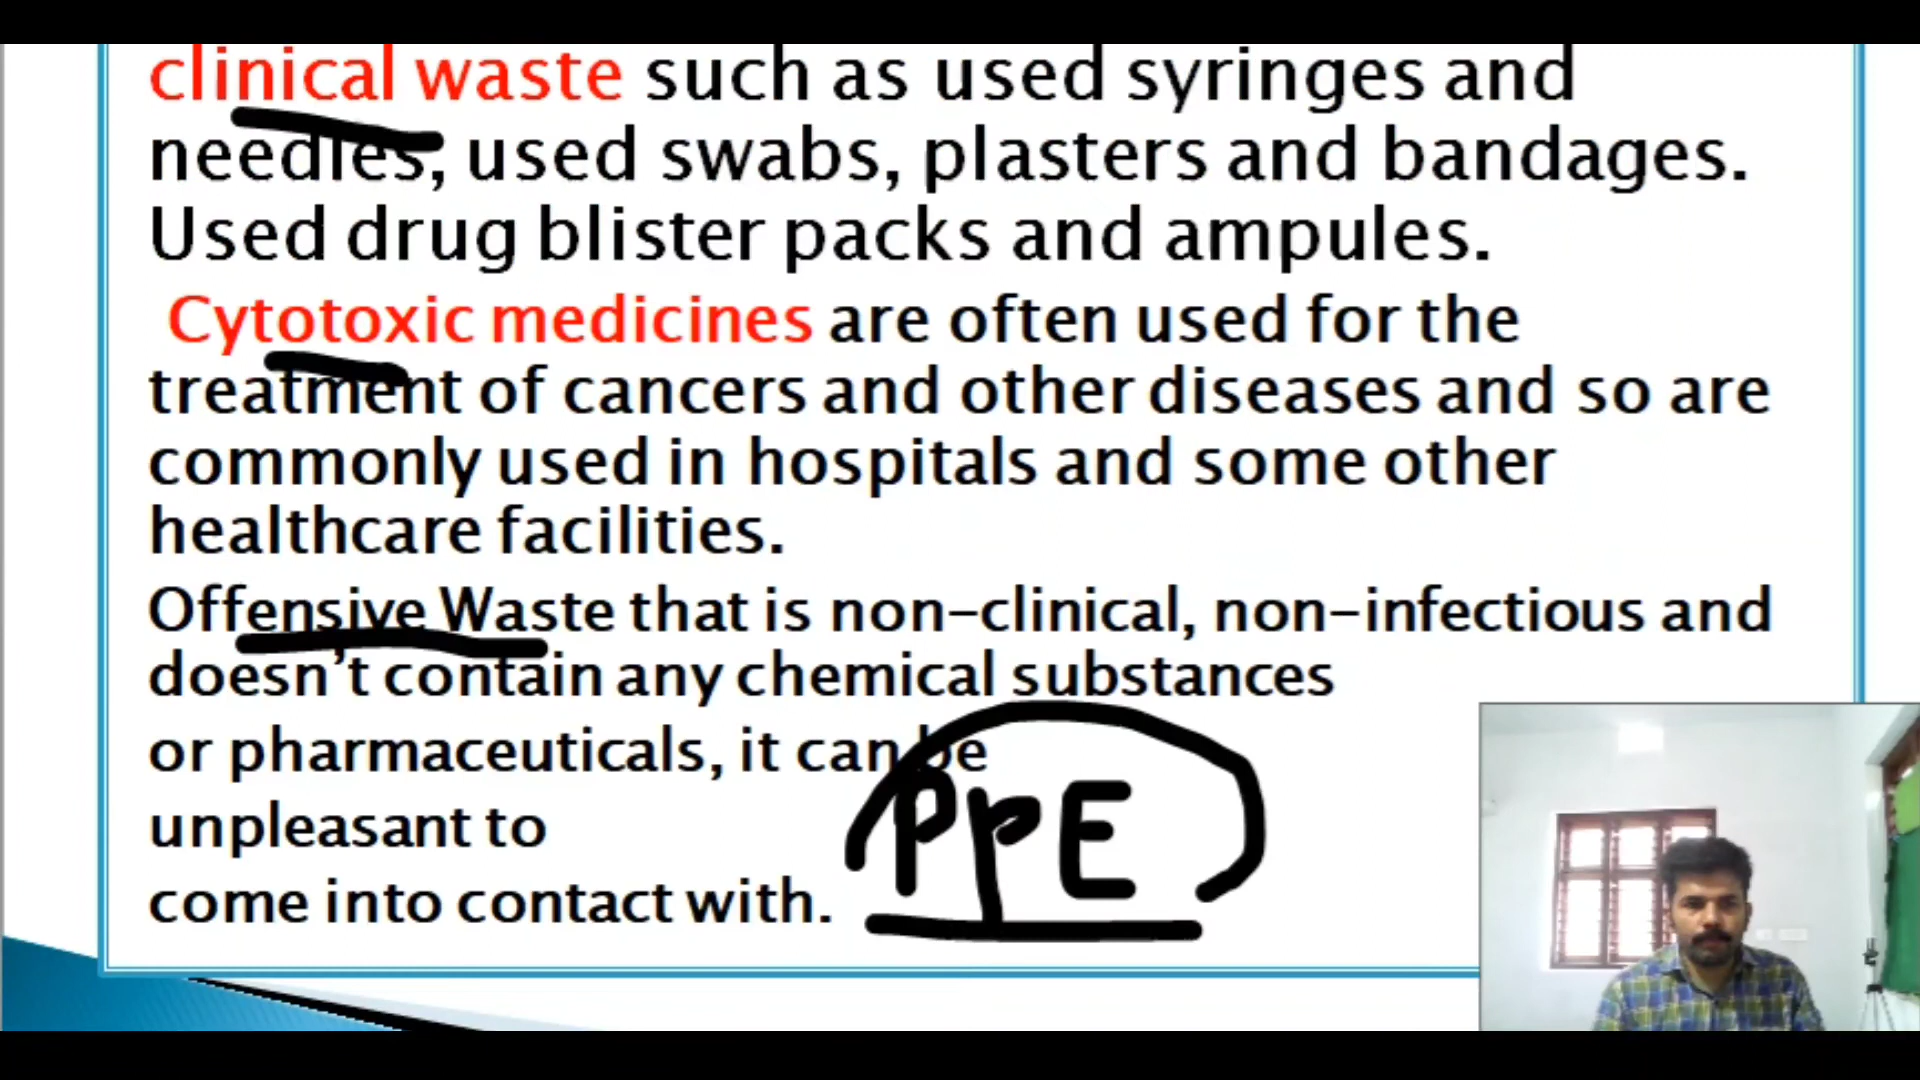 clinical waste such as used syringes and
needles, used swabs, plasters and bandages.
Used drug blister packs and ampules.
Cytotoxic medicines are often used for the
treatment of cancers and other diseases and so are
commonly used in hospitals and some other
healthcare facilities.
Offensive Waste that is non-clinical, non-infectious and
doesn't contain any chemical substances
or pharmaceuticals, it can be
unpleasant to
come into contact with.
PPE